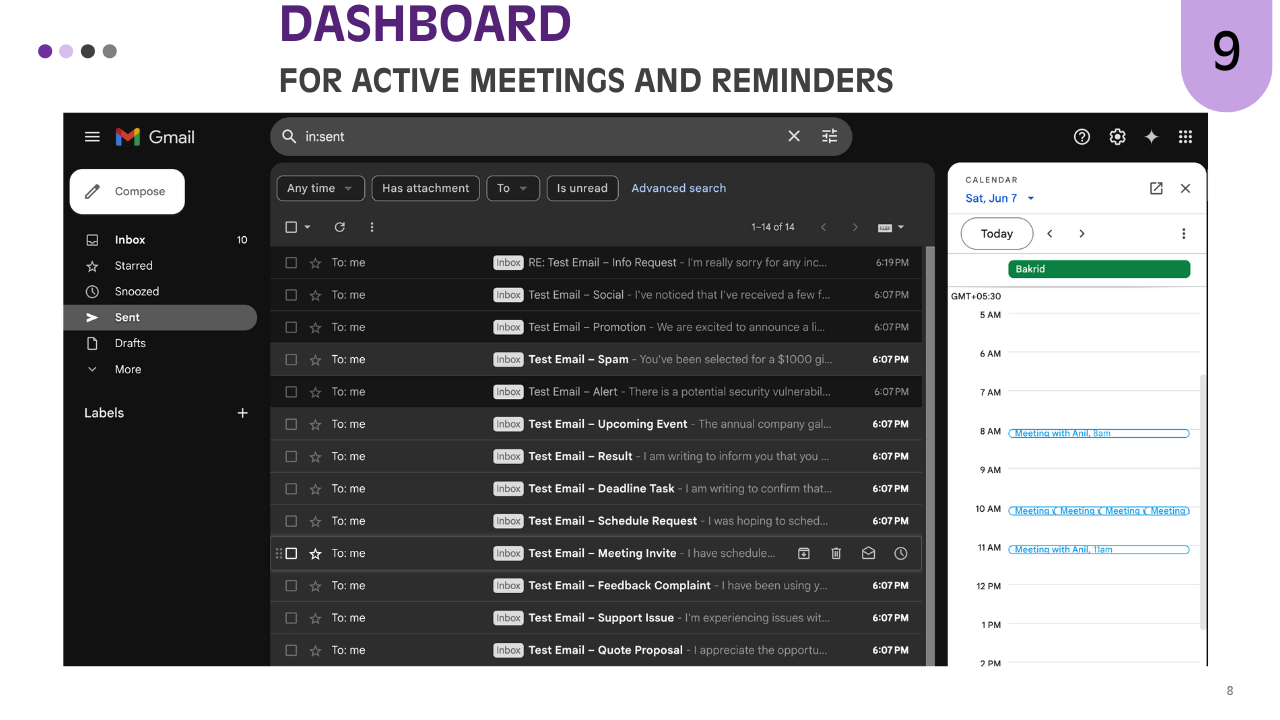 DASHBOARD
FOR ACTIVE MEETINGS AND REMINDERS
9
Gmail
in:sent
Compose
Inbox 10
Starred
Snoozed
Sent
Drafts
More
Labels
Any time Has attachment To Is unread Advanced search
1–14 of 14
To: me Inbox RE: Test Email – Info Request - I'm really sorry for any inc... 6:19 PM
To: me Inbox Test Email – Social - I've noticed that I've received a few f... 6:07 PM
To: me Inbox Test Email – Promotion - We are excited to announce a li... 6:07 PM
To: me Inbox Test Email – Spam - You've been selected for a $1000 gi... 6:07 PM
To: me Inbox Test Email – Alert - There is a potential security vulnerabil... 6:07 PM
To: me Inbox Test Email – Upcoming Event - The annual company gal... 6:07 PM
To: me Inbox Test Email – Result - I am writing to inform you that you ... 6:07 PM
To: me Inbox Test Email – Deadline Task - I am writing to confirm that... 6:07 PM
To: me Inbox Test Email – Schedule Request - I was hoping to sched... 6:07 PM
To: me Inbox Test Email – Meeting Invite - I have schedule...
To: me Inbox Test Email – Feedback Complaint - I have been using y... 6:07 PM
To: me Inbox Test Email – Support Issue - I'm experiencing issues wit... 6:07 PM
To: me Inbox Test Email – Quote Proposal - I appreciate the opportu... 6:07 PM
CALENDAR
Sat, Jun 7
Today
Bakrid
GMT+05:30
5 AM
6 AM
7 AM
8 AM Meeting with Anil, 8am
9 AM
10 AM Meeting Meeting Meeting Meeting
11 AM Meeting with Anil, 11am
12 PM
1 PM
2 PM
8